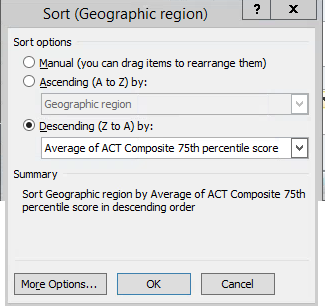 Sort (Geographic region)
?
x
Sort options
Manual (you can drag items to rearrange them)
Ascending (A to Z) by:
Geographic region
Descending (Z to A) by:
Average of ACT Composite 75th percentile score
Summary
Sort Geographic region by Average of ACT Composite 75th
percentile score in descending order
More Options...
OK
Cancel